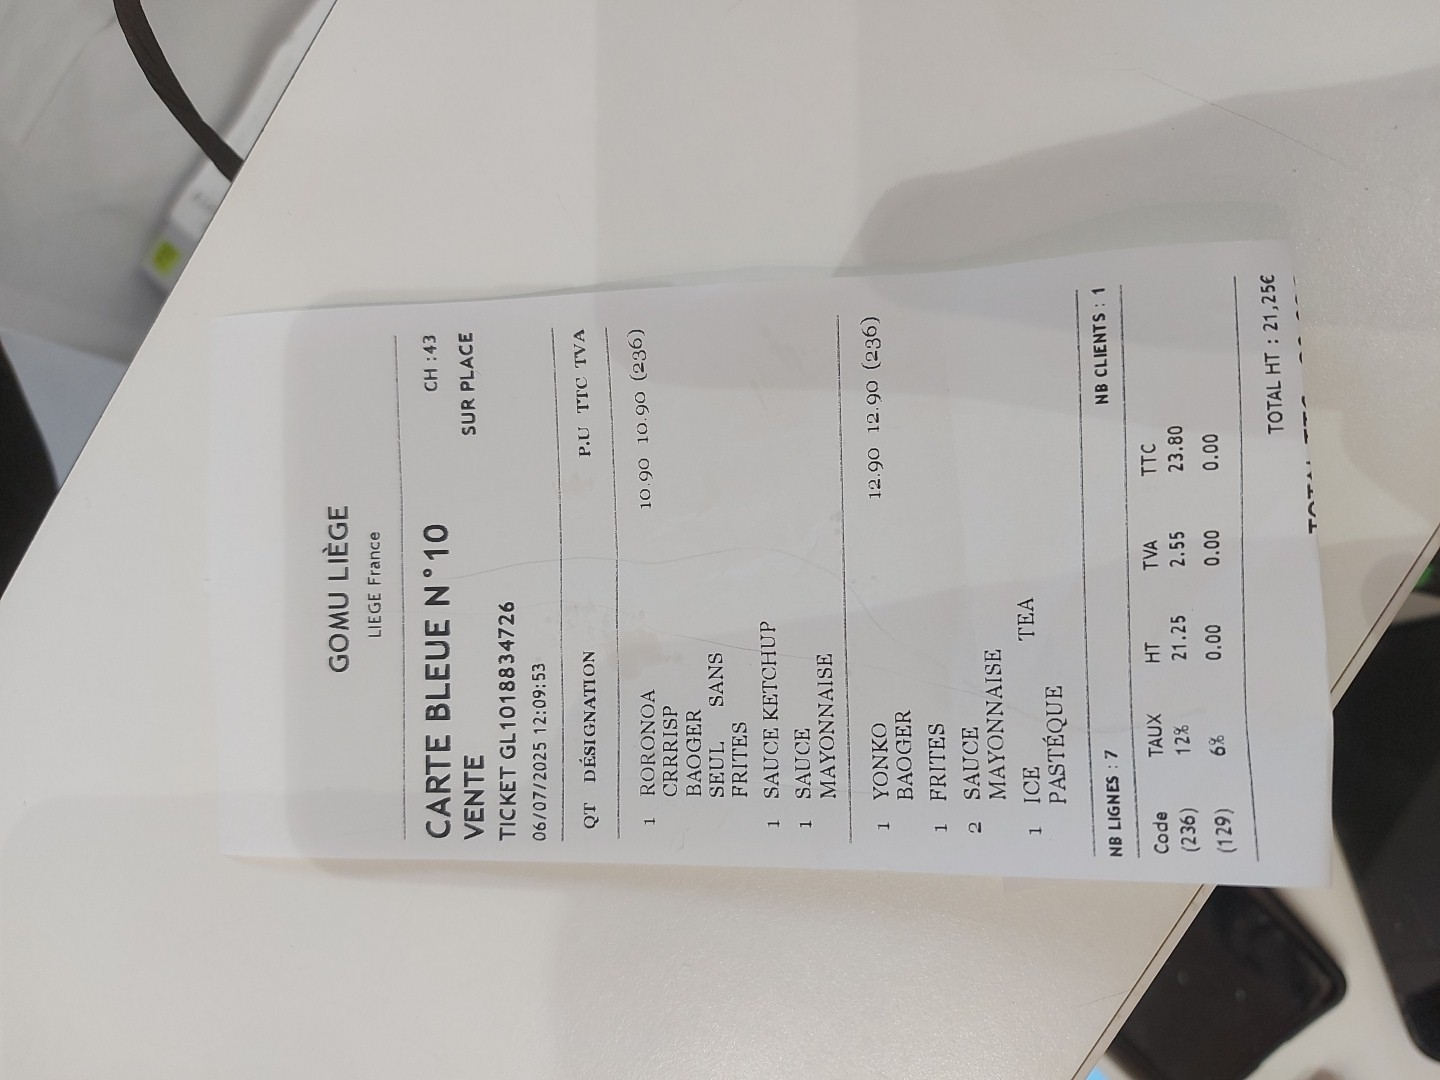 GOMU LIÈGE
LIEGE France
CARTE BLEUE N°10 CH :43
VENTE SUR PLACE
TICKET GL1018834726
06/07/2025 12:09:53
QT DÉSIGNATION P.U TTC TVA
1 RORONOA 10.90 10.90 (236)
CRRRISP
BAOGER
SEUL SANS
FRITES
1 SAUCE KETCHUP
1 SAUCE
MAYONNAISE
1 YONKO 12.90 12.90 (236)
BAOGER
1 FRITES
2 SAUCE
MAYONNAISE
1 ICE TEA
PASTÉQUE
NB LIGNES : 7 NB CLIENTS : 1
Code TAUX HT TVA TTC
(236) 12% 21.25 2.55 23.80
(129) 6% 0.00 0.00 0.00
TOTAL HT : 21,25€